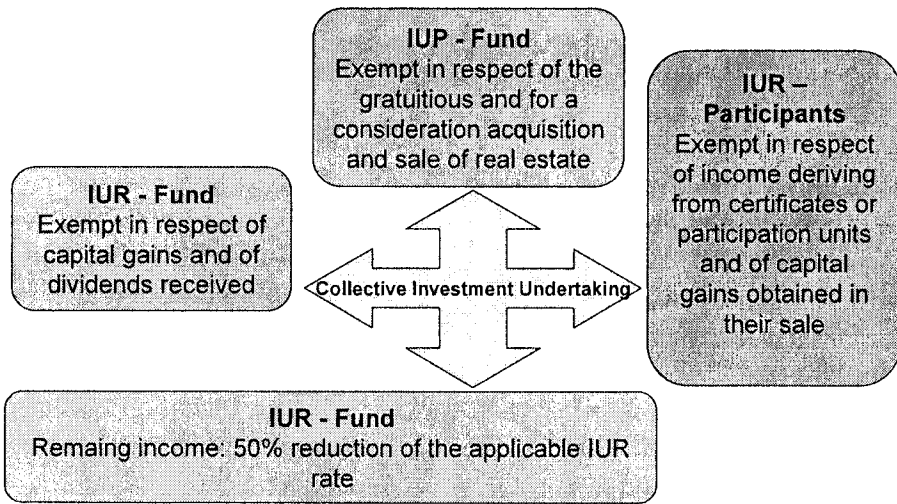 IUP - Fund
Exempt in respect of the
gratuitious and for a
consideration acquisition
and sale of real estate
IUR –
Participants
Exempt in respect
of income deriving
from certificates or
participation units
and of capital
gains obtained in
their sale
IUR - Fund
Exempt in respect of
capital gains and of
dividends received
Collective Investment Undertaking
IUR - Fund
Remaing income: 50% reduction of the applicable IUR
rate